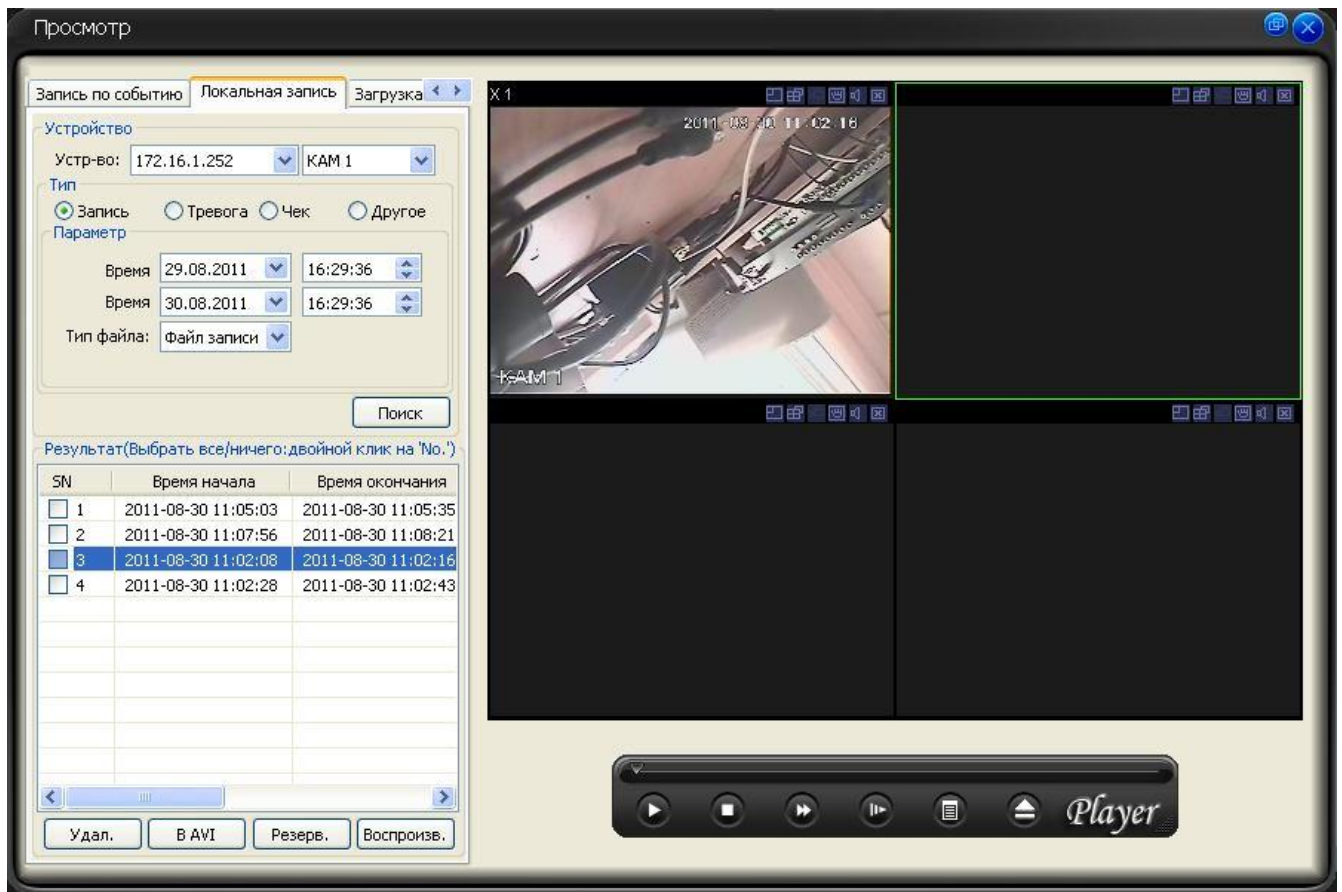 Просмотр
Запись по событию Локальная запись Загрузка
Устройство
Устр-во: 172.16.1.252 КАМ 1
Тип
Запись Тревога Чек Другое
Параметр
Время 29.08.2011 16:29:36
Время 30.08.2011 16:29:36
Тип файла: Файл записи
Поиск
Результат(Выбрать все/ничего:двойной клик на 'No.')
SN Время начала Время окончания
1 2011-08-30 11:05:03 2011-08-30 11:05:35
2 2011-08-30 11:07:56 2011-08-30 11:08:21
3 2011-08-30 11:02:08 2011-08-30 11:02:16
4 2011-08-30 11:02:28 2011-08-30 11:02:43
Удал. В AVI Резерв. Воспроизв.
X 1
2011-08-30 11:02:16
КАМ 1
Player